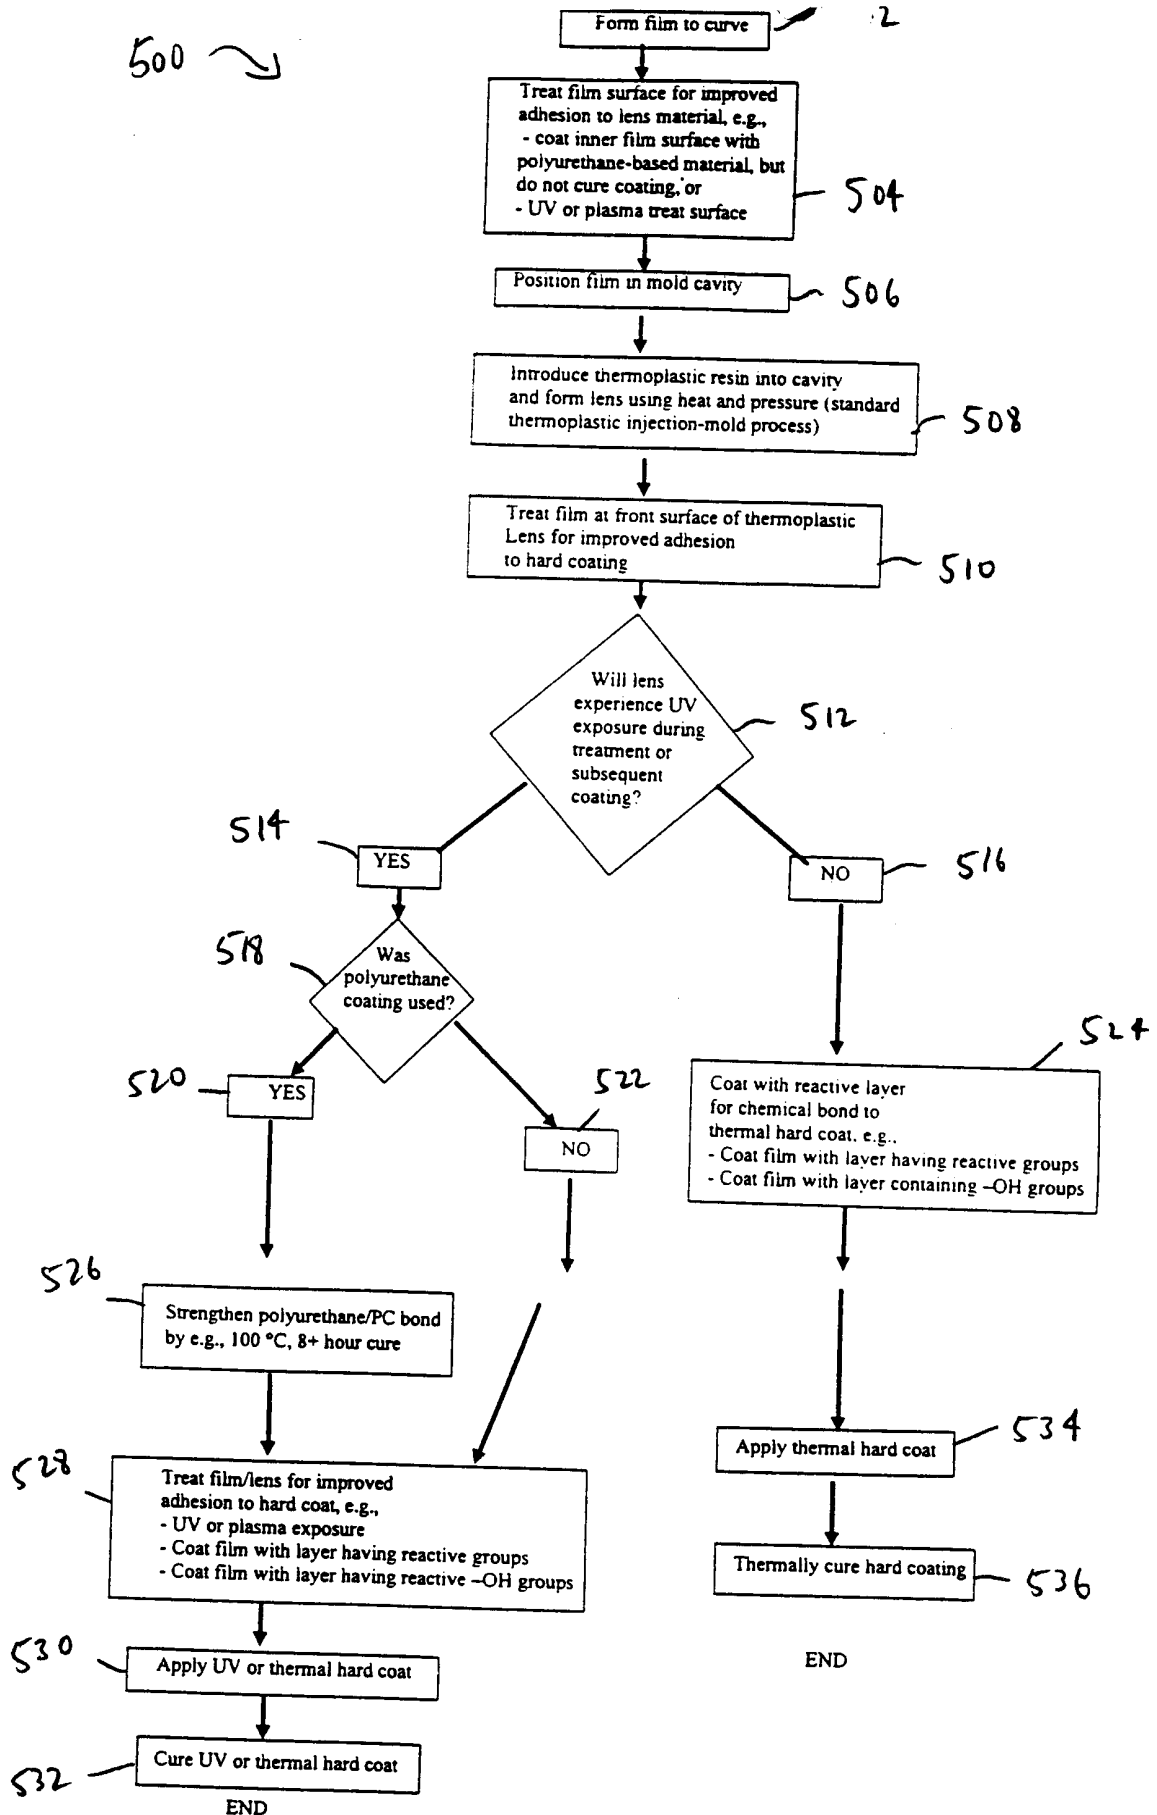 Form film to curve
2
500
Treat film surface for improved
adhesion to lens material, e.g.,
- coat inner film surface with
polyurethane-based material, but
do not cure coating, or
- UV or plasma treat surface
504
Position film in mold cavity
506
Introduce thermoplastic resin into cavity
and form lens using heat and pressure (standard
thermoplastic injection-mold process)
508
Treat film at front surface of thermoplastic
Lens for improved adhesion
to hard coating
510
Will lens
experience UV
exposure during
treatment or
subsequent
coating?
512
514
YES
NO
516
518
Was
polyurethane
coating used?
520
YES
522
NO
524
Coat with reactive layer
for chemical bond to
thermal hard coat, e.g.,
- Coat film with layer having reactive groups
- Coat film with layer containing –OH groups
526
Strengthen polyurethane/PC bond
by e.g., 100 °C, 8+ hour cure
528
Treat film/lens for improved
adhesion to hard coat, e.g.,
- UV or plasma exposure
- Coat film with layer having reactive groups
- Coat film with layer having reactive –OH groups
Apply thermal hard coat
534
Thermally cure hard coating
536
END
530
Apply UV or thermal hard coat
532
Cure UV or thermal hard coat
END